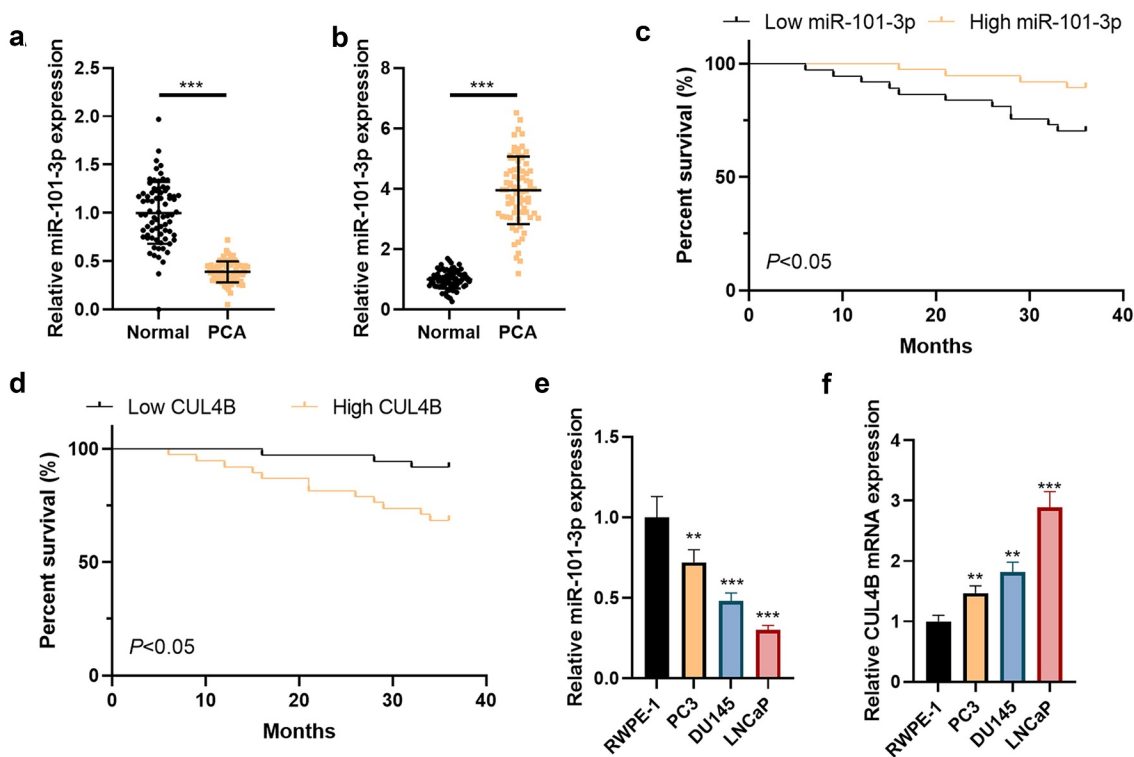 a.
Relative miR-101-3p expression
2.5
2.0
1.5
1.0
0.5
0.0
***
Normal
PCA
b
Relative miR-101-3p expression
8
6
4
2
0
***
Normal
PCA
c
Low miR-101-3p
High miR-101-3p
Percent survival (%)
100
50
0
P<0.05
0
10
20
30
40
Months
d
Low CUL4B
High CUL4B
Percent survival (%)
100
50
0
P<0.05
0
10
20
30
40
Months
e
Relative miR-101-3p expression
1.5
1.0
0.5
0.0
**
***
***
RWPE-1
PC3
DU145
LNCaP
f
Relative CUL4B mRNA expression
4
3
2
1
0
**
**
***
RWPE-1
PC3
DU145
LNCaP